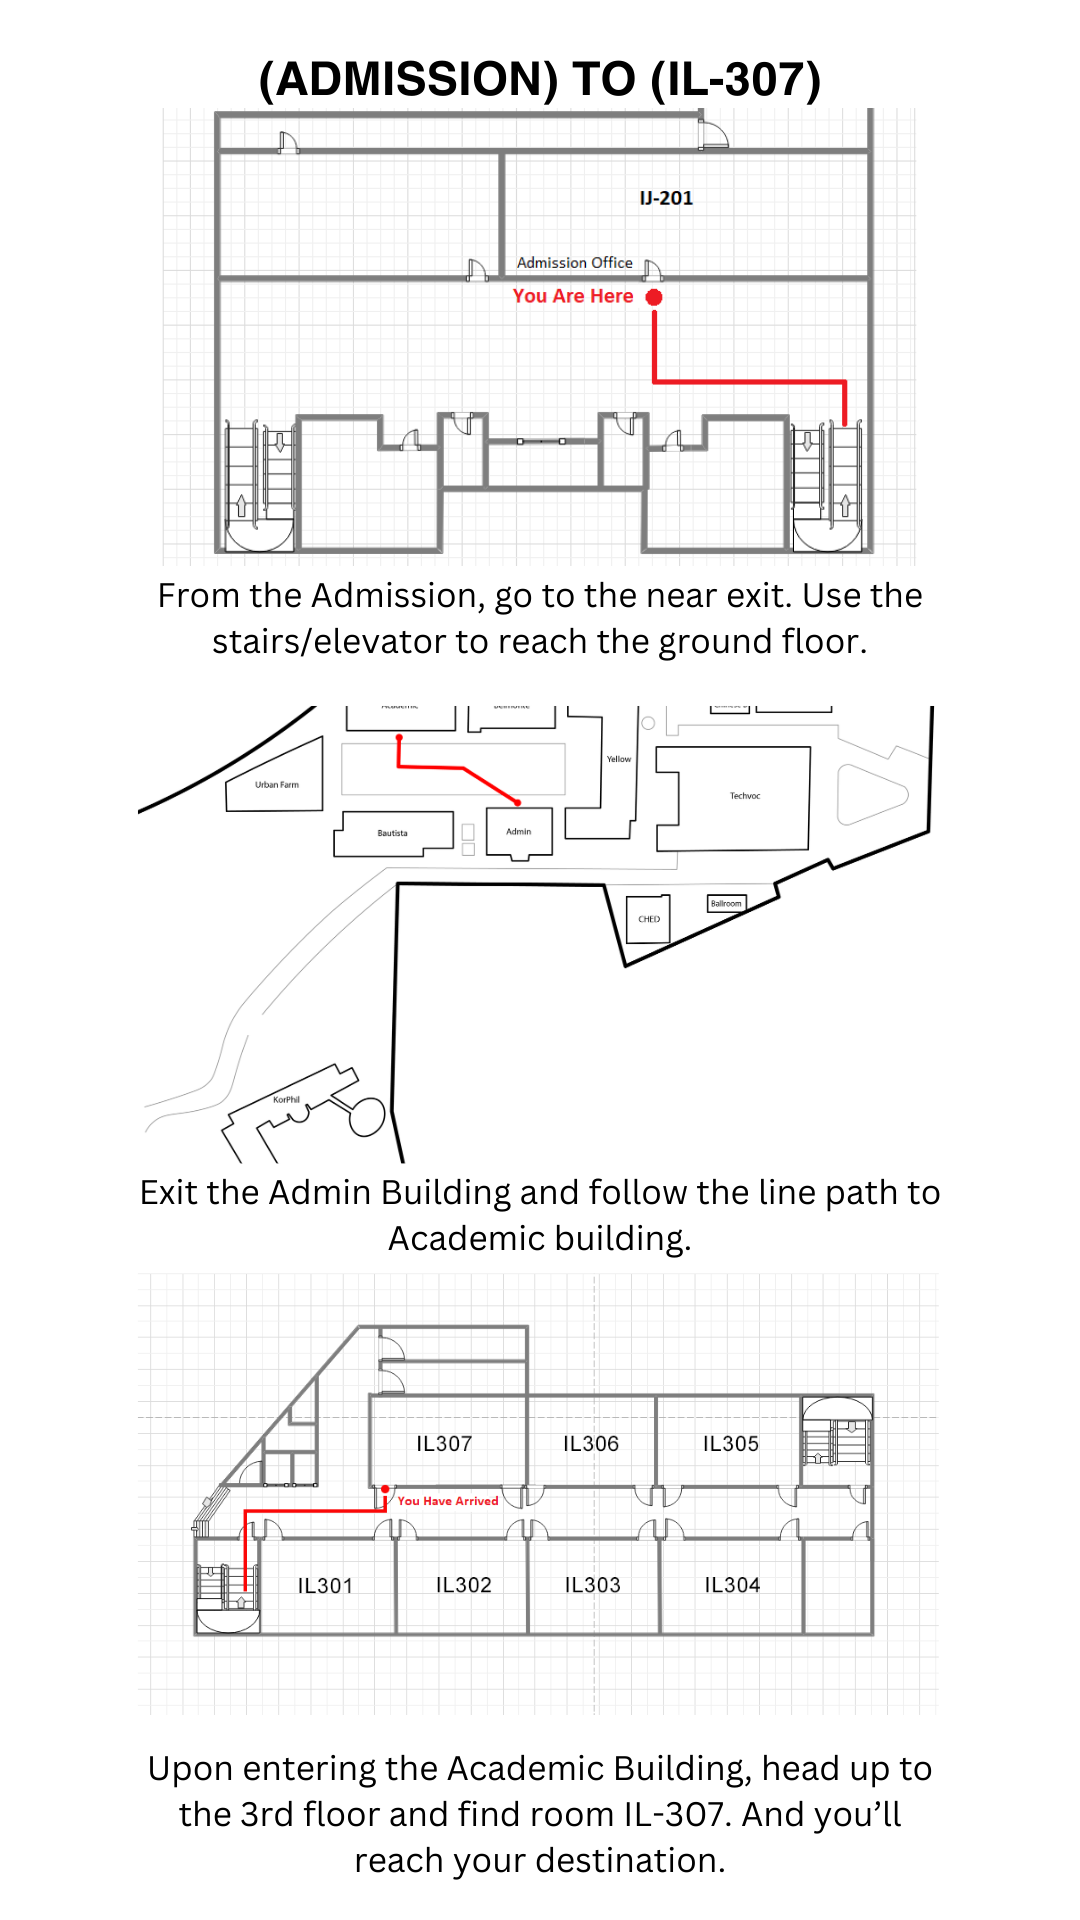 (ADMISSION) TO (IL-307)
IJ-201
Admission Office
You Are Here
From the Admission, go to the near exit. Use the
stairs/elevator to reach the ground floor.
Academic
Belmonte
Yellow
Urban Farm
Techvoc
Bautista
Admin
CHED
Ballroom
KorPhil
Exit the Admin Building and follow the line path to
Academic building.
IL307
IL306
IL305
You Have Arrived
IL301
IL302
IL303
IL304
Upon entering the Academic Building, head up to
the 3rd floor and find room IL-307. And you’ll
reach your destination.